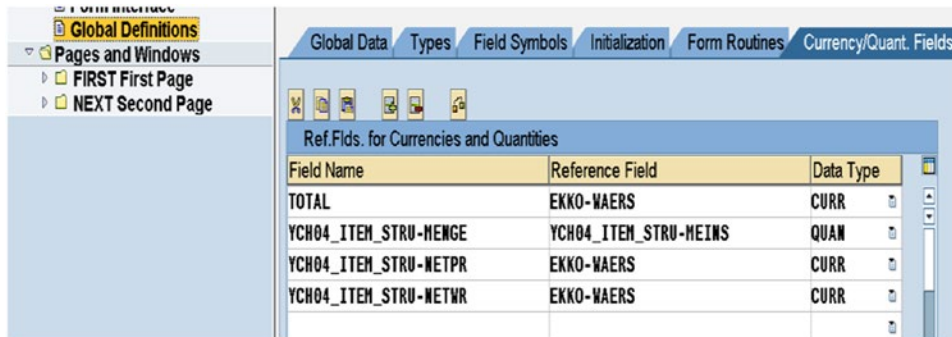 Form Interface
Global Definitions
Pages and Windows
FIRST First Page
NEXT Second Page
Global Data Types Field Symbols Initialization Form Routines Currency/Quant. Fields
Ref.Flds. for Currencies and Quantities
Field Name Reference Field Data Type
TOTAL EKKO-WAERS CURR
YCH04_ITEM_STRU-MENGE YCH04_ITEM_STRU-MEINS QUAN
YCH04_ITEM_STRU-NETPR EKKO-WAERS CURR
YCH04_ITEM_STRU-NETWR EKKO-WAERS CURR